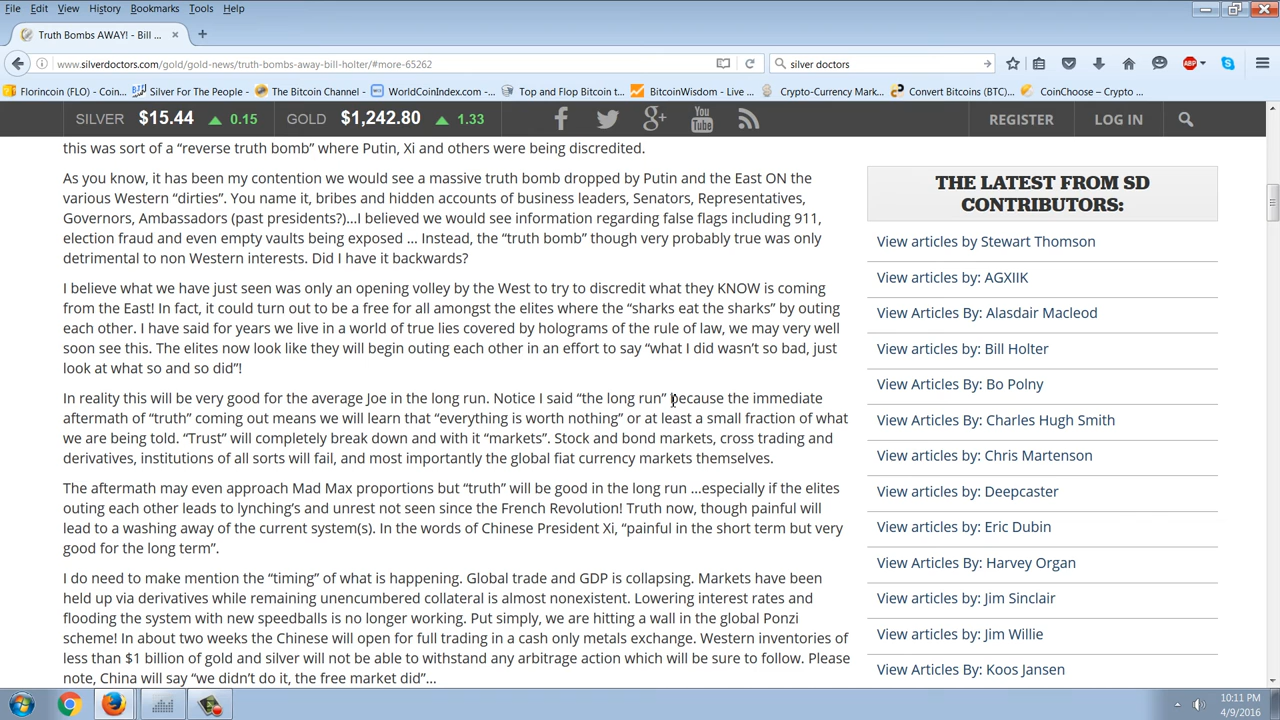 File Edit View History Bookmarks Tools Help
Truth Bombs AWAY! - Bill ...
www.silverdoctors.com/gold/gold-news/truth-bombs-away-bill-holter/#more-65262
silver doctors
Florincoin (FLO) - Coin... Silver For The People - The Bitcoin Channel - WorldCoinIndex.com -... Top and Flop Bitcoin t... BitcoinWisdom - Live ... Crypto-Currency Mark... Convert Bitcoins (BTC)... CoinChoose – Crypto ...
SILVER $15.44 0.15 GOLD $1,242.80 1.33 You Tube REGISTER LOG IN
this was sort of a “reverse truth bomb” where Putin, Xi and others were being discredited.
As you know, it has been my contention we would see a massive truth bomb dropped by Putin and the East ON the
various Western “dirties”. You name it, bribes and hidden accounts of business leaders, Senators, Representatives,
Governors, Ambassadors (past presidents?)...I believed we would see information regarding false flags including 911,
election fraud and even empty vaults being exposed ... Instead, the “truth bomb” though very probably true was only
detrimental to non Western interests. Did I have it backwards?
I believe what we have just seen was only an opening volley by the West to try to discredit what they KNOW is coming
from the East! In fact, it could turn out to be a free for all amongst the elites where the “sharks eat the sharks” by outing
each other. I have said for years we live in a world of true lies covered by holograms of the rule of law, we may very well
soon see this. The elites now look like they will begin outing each other in an effort to say “what I did wasn’t so bad, just
look at what so and so did”!
In reality this will be very good for the average Joe in the long run. Notice I said “the long run” because the immediate
aftermath of “truth” coming out means we will learn that “everything is worth nothing” or at least a small fraction of what
we are being told. “Trust” will completely break down and with it “markets”. Stock and bond markets, cross trading and
derivatives, institutions of all sorts will fail, and most importantly the global fiat currency markets themselves.
The aftermath may even approach Mad Max proportions but “truth” will be good in the long run ...especially if the elites
outing each other leads to lynching’s and unrest not seen since the French Revolution! Truth now, though painful will
lead to a washing away of the current system(s). In the words of Chinese President Xi, “painful in the short term but very
good for the long term”.
I do need to make mention the “timing” of what is happening. Global trade and GDP is collapsing. Markets have been
held up via derivatives while remaining unencumbered collateral is almost nonexistent. Lowering interest rates and
flooding the system with new speedballs is no longer working. Put simply, we are hitting a wall in the global Ponzi
scheme! In about two weeks the Chinese will open for full trading in a cash only metals exchange. Western inventories of
less than $1 billion of gold and silver will not be able to withstand any arbitrage action which will be sure to follow. Please
note, China will say “we didn’t do it, the free market did”...
THE LATEST FROM SD
CONTRIBUTORS:
View articles by Stewart Thomson
View articles by: AGXIIK
View Articles By: Alasdair Macleod
View articles by: Bill Holter
View Articles By: Bo Polny
View articles by: Charles Hugh Smith
View articles by: Chris Martenson
View articles by: Deepcaster
View articles by: Eric Dubin
View Articles By: Harvey Organ
View articles by: Jim Sinclair
View articles by: Jim Willie
View Articles By: Koos Jansen
10:11 PM
4/9/2016